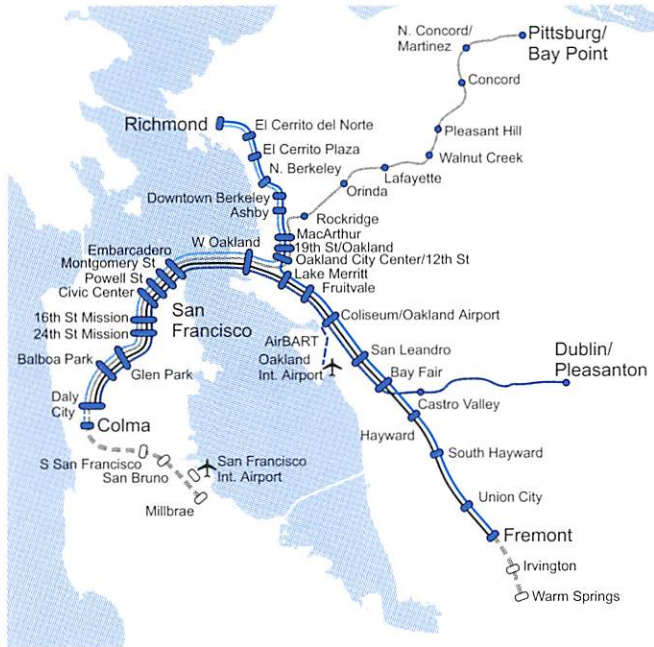 N. Concord/
Martinez
Pittsburg/
Bay Point
Concord
Richmond
El Cerrito del Norte
Pleasant Hill
El Cerrito Plaza
Walnut Creek
N. Berkeley
Lafayette
Orinda
Downtown Berkeley
Ashby
Rockridge
MacArthur
W Oakland
19th St/Oakland
Embarcadero
Oakland City Center/12th St
Montgomery St
Lake Merritt
Powell St
Fruitvale
Civic Center
San
Francisco
16th St Mission
Coliseum/Oakland Airport
24th St Mission
AirBART
Oakland
Int. Airport
San Leandro
Dublin/
Pleasanton
Balboa Park
Glen Park
Bay Fair
Daly
City
Castro Valley
Colma
Hayward
S San Francisco
San Bruno
San Francisco
Int. Airport
South Hayward
Millbrae
Union City
Fremont
Irvington
Warm Springs